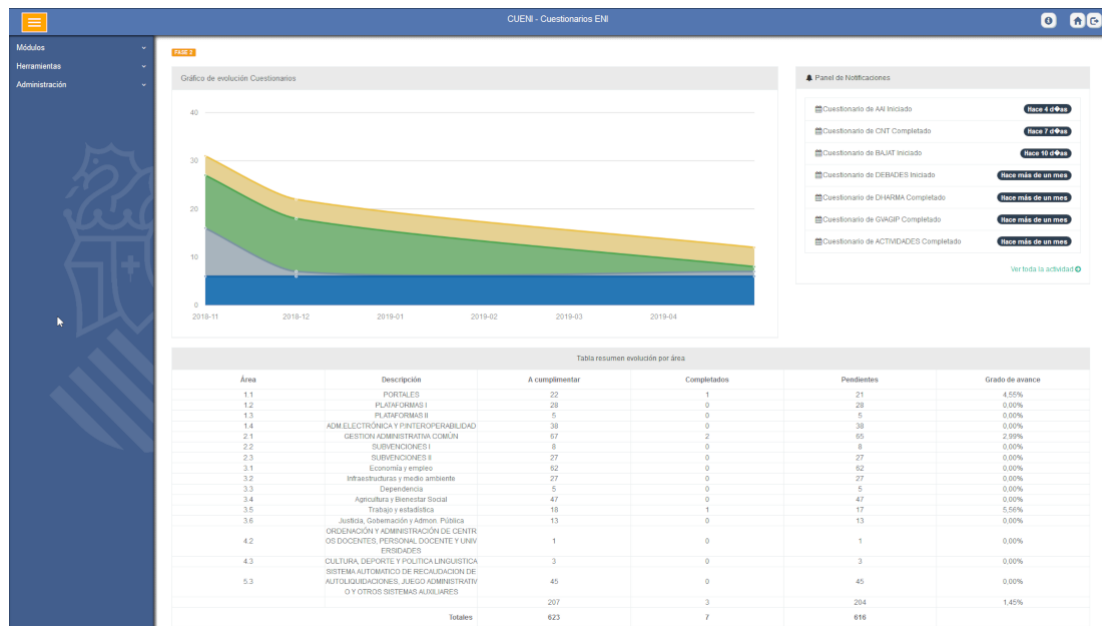 CUENI - Cuestionarios ENI
Módulos
Herramientas
Administración
FASE 2
Gráfico de evolución Cuestionarios
40
30
20
10
0
2018-11
2018-12
2018-01
2019-02
2018-03
2019-04
Panel de Notificaciones
Cuestionario de AAI Iniciado Hace 4 d�as
Cuestionario de CNT Completado Hace 7 d�as
Cuestionario de BAJAT Iniciado Hace 10 d�as
Cuestionario de DEBADES Iniciado Hace más de un mes
Cuestionario de DHARMA Completado Hace más de un mes
Cuestionario de GVAGIP Completado Hace más de un mes
Cuestionario de ACTIVIDADES Completado Hace más de un mes
Ver toda la actividad
Tabla resumen evolución por área
Área Descripción A cumplimentar Completados Pendientes Grado de avance
1.1 PORTALES 22 1 21 4,55%
1.2 PLATAFORMAS I 28 0 28 0,00%
1.3 PLATAFORMAS II 5 0 5 0,00%
1.4 ADM.ELECTRÓNICA Y P.INTEROPERABILIDAD 38 0 38 0,00%
2.1 GESTION ADMINISTRATIVA COMÚN 67 2 65 2,99%
2.2 SUBVENCIONES I 8 0 8 0,00%
2.3 SUBVENCIONES II 27 0 27 0,00%
3.1 Economía y empleo 62 0 62 0,00%
3.2 Infraestructuras y medio ambiente 27 0 27 0,00%
3.3 Dependencia 5 0 5 0,00%
3.4 Agricultura y Bienestar Social 47 0 47 0,00%
3.5 Trabajo y estadística 18 1 17 5,56%
3.6 Justicia, Gobernación y Admon. Pública 13 0 13 0,00%
ORDENACIÓN Y ADMINISTRACIÓN DE CENTR
4.2 OS DOCENTES, PERSONAL DOCENTE Y UNIV 1 0 1 0,00%
ERSIDADES
4.3 CULTURA, DEPORTE Y POLITICA LINGUISTICA 3 0 3 0,00%
SISTEMA AUTOMATICO DE RECAUDACION DE
5.3 AUTOLIQUIDACIONES, JUEGO ADMINISTRATIV 45 0 45 0,00%
O Y OTROS SISTEMAS AUXILIARES
207 3 204 1,45%
Totales 623 7 616